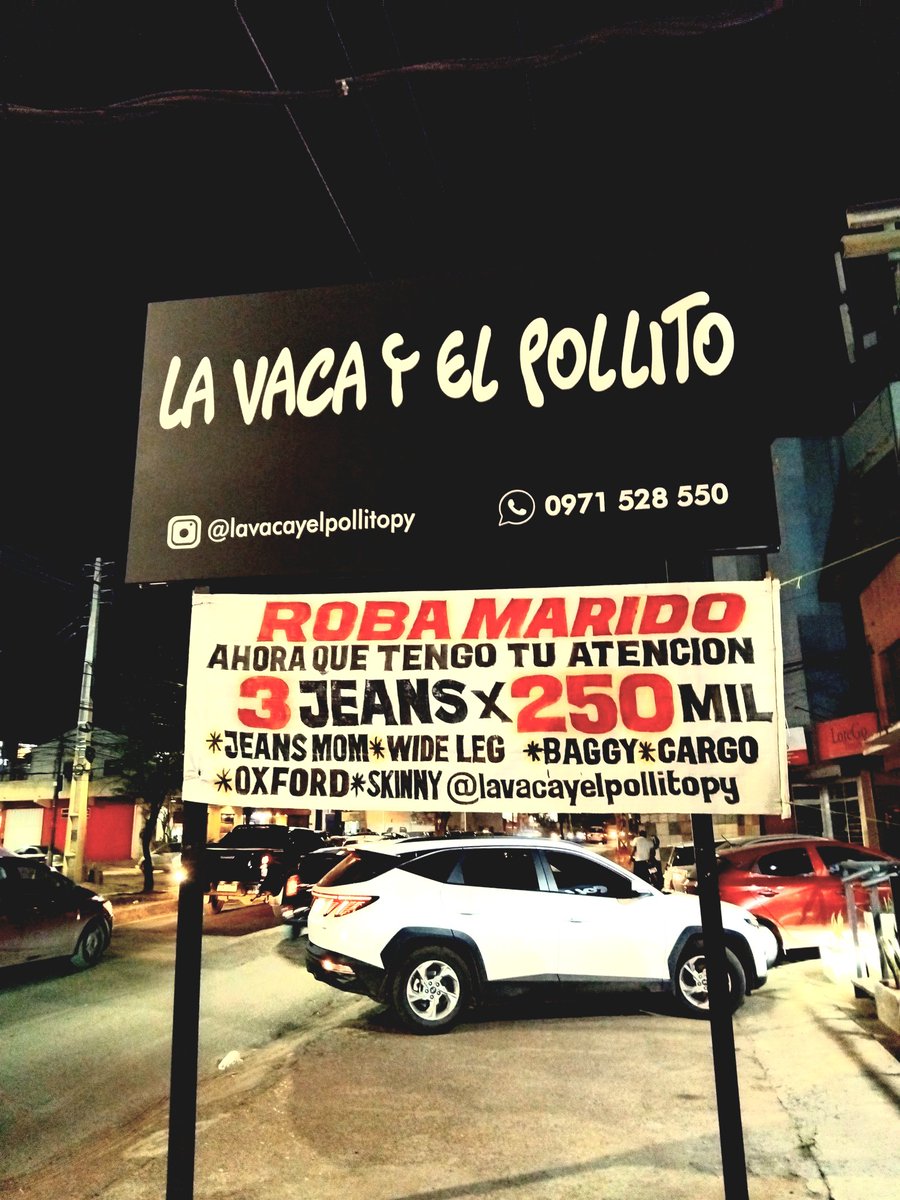 LA VACA Y EL POLLITO
@lavacayelpollitopy
0971 528 550
ROBA MARIDO
AHORA QUE TENGO TU ATENCION
3 JEANS X 250 MIL
*JEANS MOM*WIDE LEG *BAGGY*CARGO
*OXFORD*SKINNY @lavacayelpollitopy